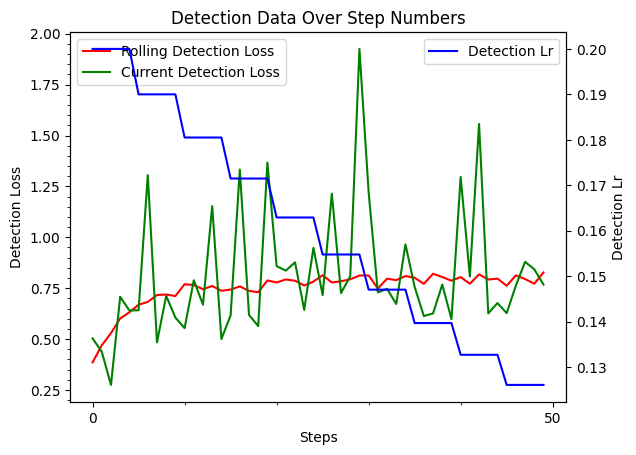 Detection Data Over Step Numbers
Rolling Detection Loss
Current Detection Loss
Detection Lr
2.00
1.75
1.50
1.25
1.00
0.75
0.50
0.25
Detection Loss
0.20
0.19
0.18
0.17
0.16
0.15
0.14
0.13
Detection Lr
0
50
Steps